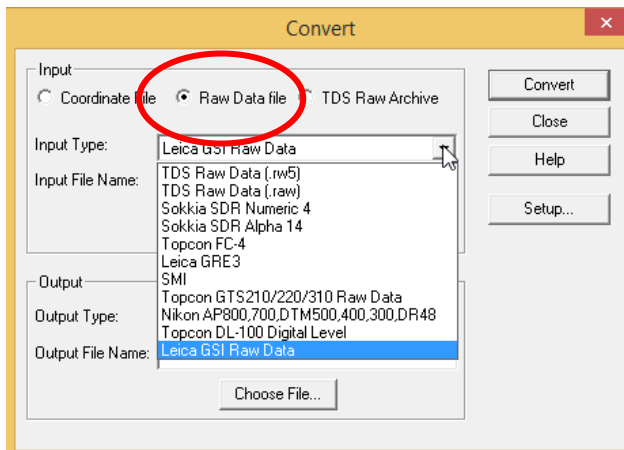 Convert
Input
Coordinate File
Raw Data file
TDS Raw Archive
Convert
Close
Help
Setup...
Input Type:
Leica GSI Raw Data
Input File Name:
TDS Raw Data (.rw5)
TDS Raw Data (.raw)
Sokkia SDR Numeric 4
Sokkia SDR Alpha 14
Topcon FC-4
Leica GRE3
SMI
Topcon GTS210/220/310 Raw Data
Nikon AP800,700,DTM500,400,300,DR48
Topcon DL-100 Digital Level
Leica GSI Raw Data
Output
Output Type:
Output File Name:
Choose File...